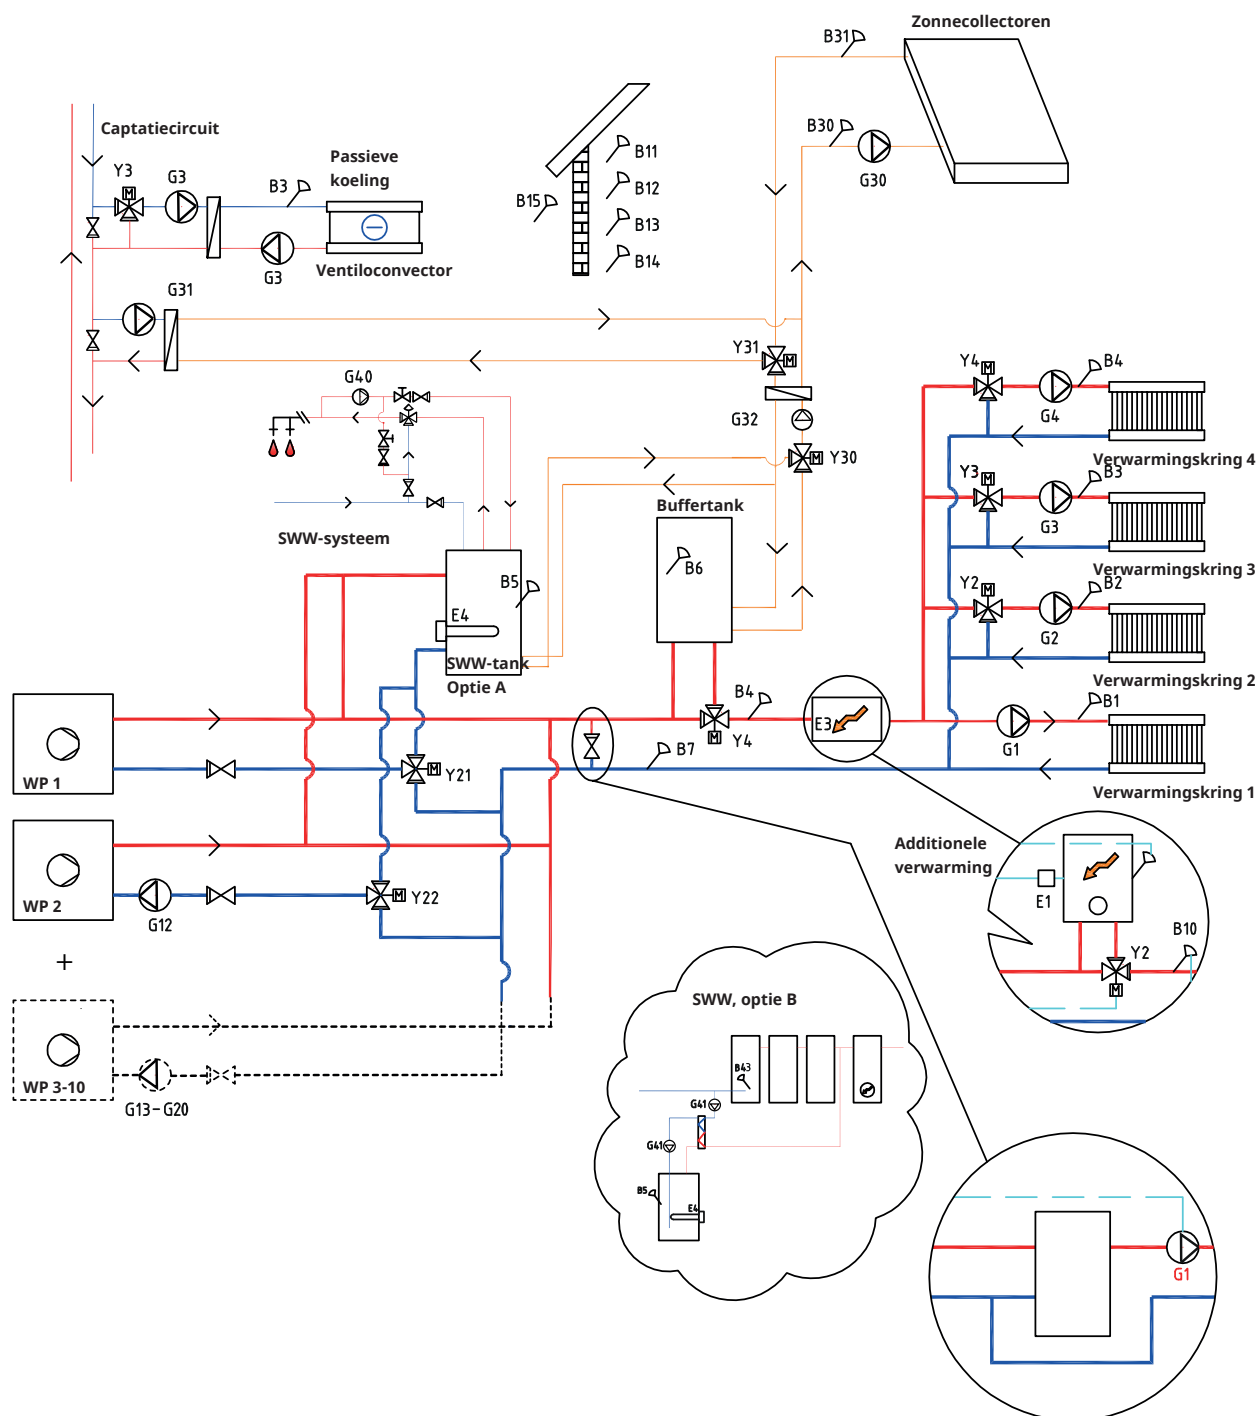 Zonnecollectoren
B31
Captatiecircuit
B30
G30
Y3
G3
B3
Passieve
koeling
B11
B12
B15
B13
B14
G3
Ventiloconvector
G31
Y31
M
G40
G32
Y30
M
Y4
M
B4
G4
Verwarmingskring 4
Y3
M
B3
G3
Verwarmingskring 3
Y2
M
B2
G2
Verwarmingskring 2
B1
G1
Verwarmingskring 1
SWW-systeem
Buffertank
B6
B5
E4
SWW-tank
Optie A
B4
Y4
M
E3
B7
WP 1
Y21
M
WP 2
G12
Y22
M
+
WP 3-10
G13-G20
Additionele
verwarming
E1
B10
Y2
M
SWW, optie B
B43
G41
G41
B5
E4
G1